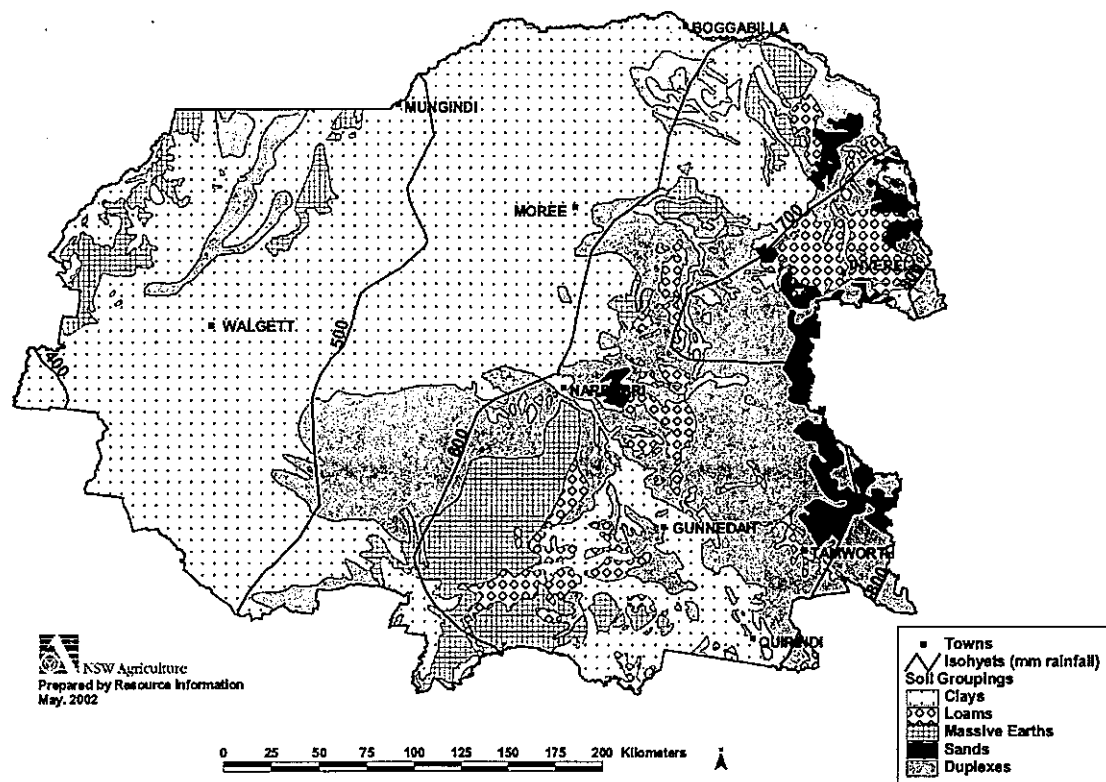 BOGGABILLA
MUNGINDI
MOREE
700
WALGETT
500
400
600
GUNNEDAH
TAMWORTH
800
QUIRINDI
NSW Agriculture
Prepared by Resource Information
May, 2002
0 25 50 75 100 125 150 175 200 Kilometers
Towns
Isohyets (mm rainfall)
Soil Groupings
Clays
Loams
Massive Earths
Sands
Duplexes